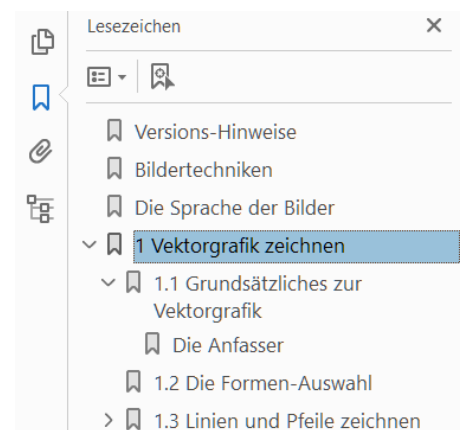 Lesezeichen
Versions-Hinweise
Bildertechniken
Die Sprache der Bilder
1 Vektorgrafik zeichnen
1.1 Grundsätzliches zur
Vektorgrafik
Die Anfasser
1.2 Die Formen-Auswahl
1.3 Linien und Pfeile zeichnen